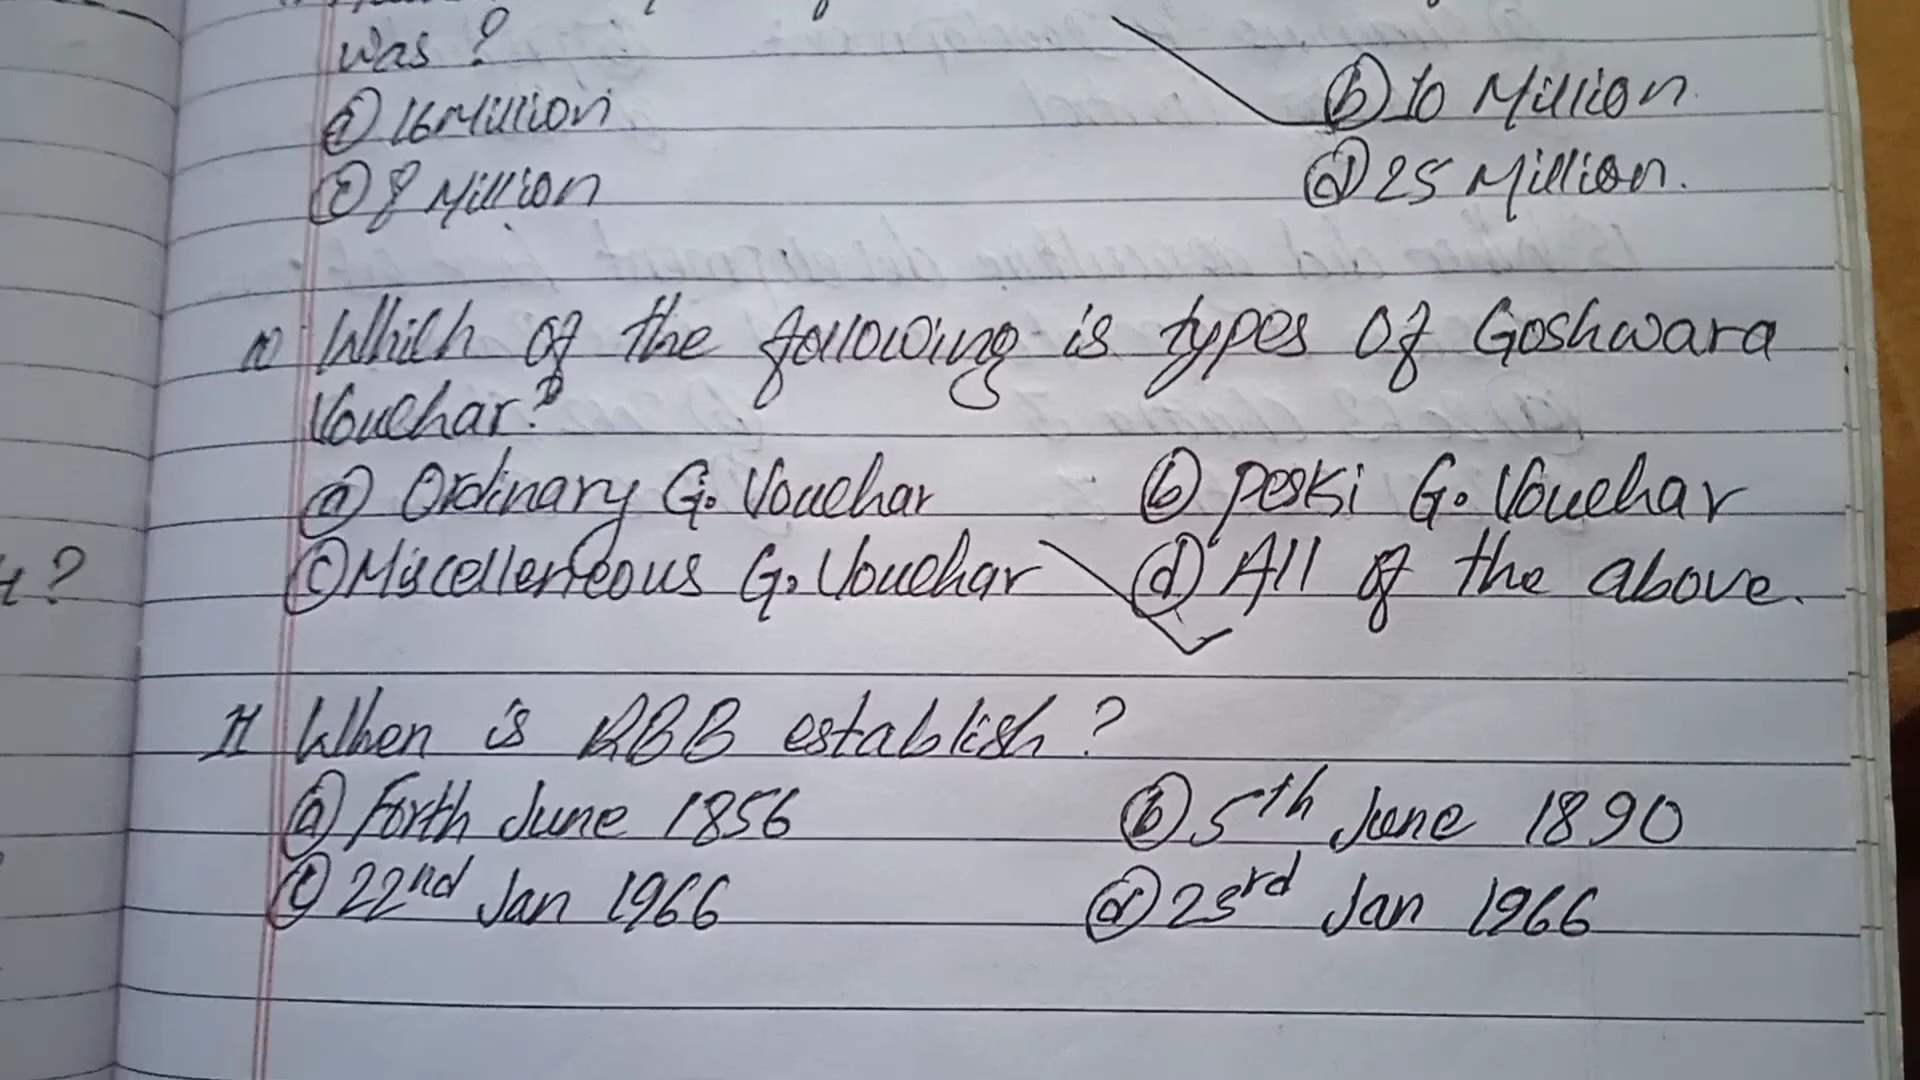 was?
(a) 16 Million (b) 10 Million.
(c) 8 Million (d) 25 Million.
Which of the following is types of Goshwara
Vouchar?
(a) Ordinary G. Vouchar (b) peski G. Vouchar
(c) Miscellerieous G. Vouchar (d) All of the above.
When is RBB establish?
(a) Forth June 1856 (b) 5th June 1890
(c) 22nd Jan 1966 (d) 23rd Jan 1966